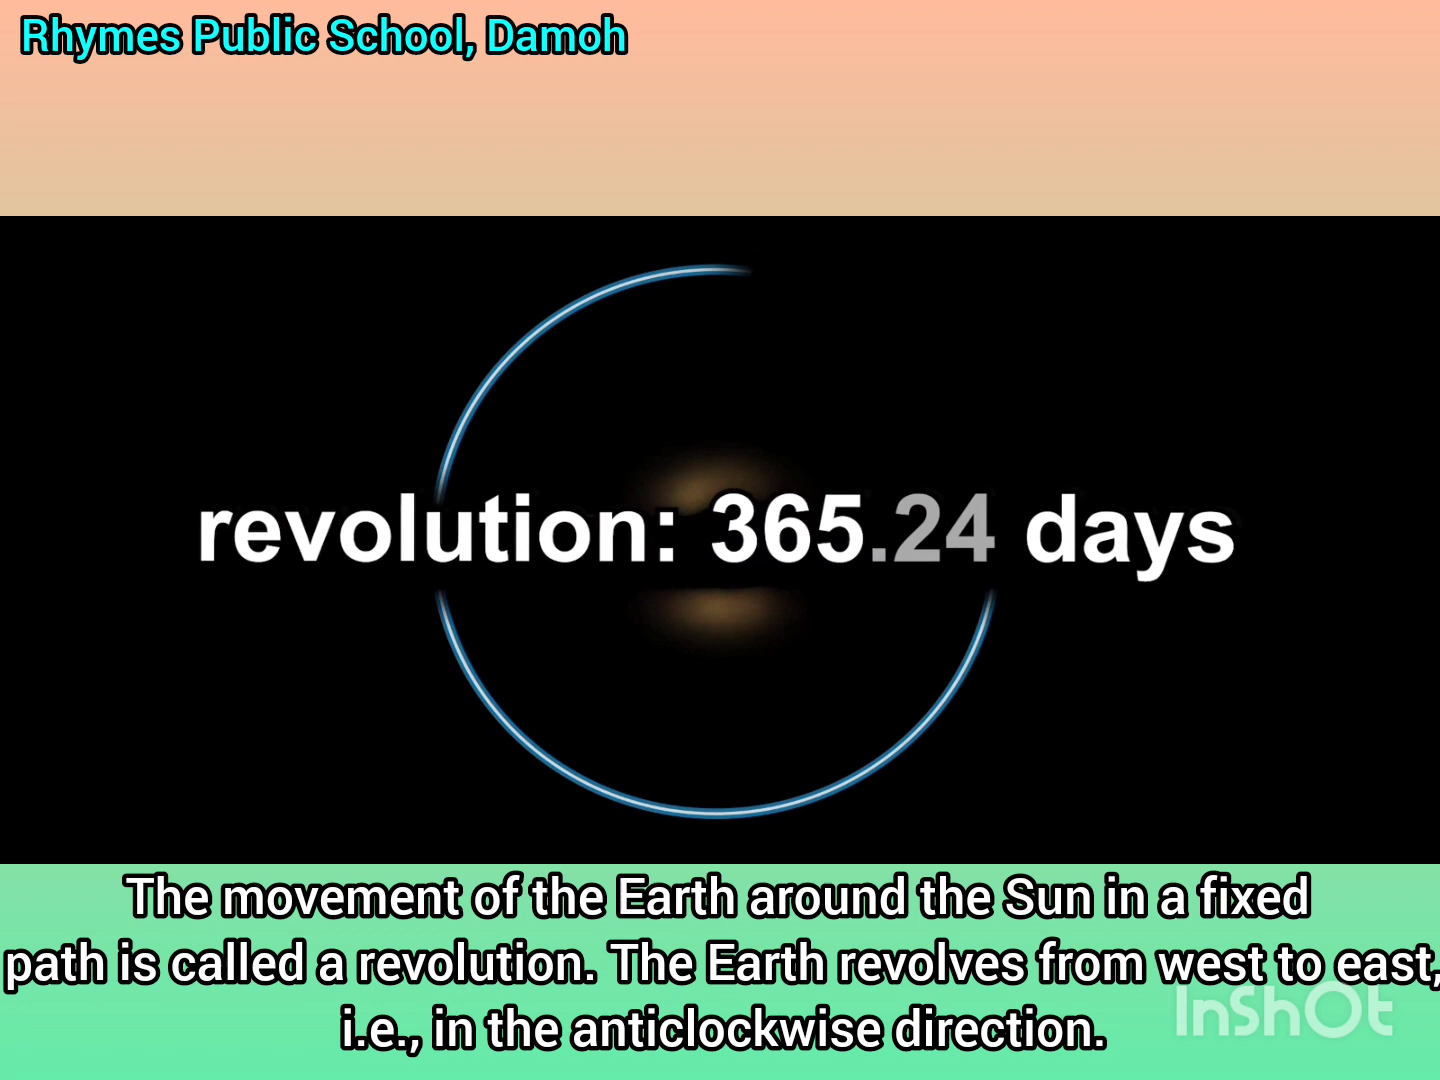 Rhymes Public School, Damoh
revolution: 365.24 days
The movement of the Earth around the Sun in a fixed
path is called a revolution. The Earth revolves from west to east,
i.e., in the anticlockwise direction.
InShOt